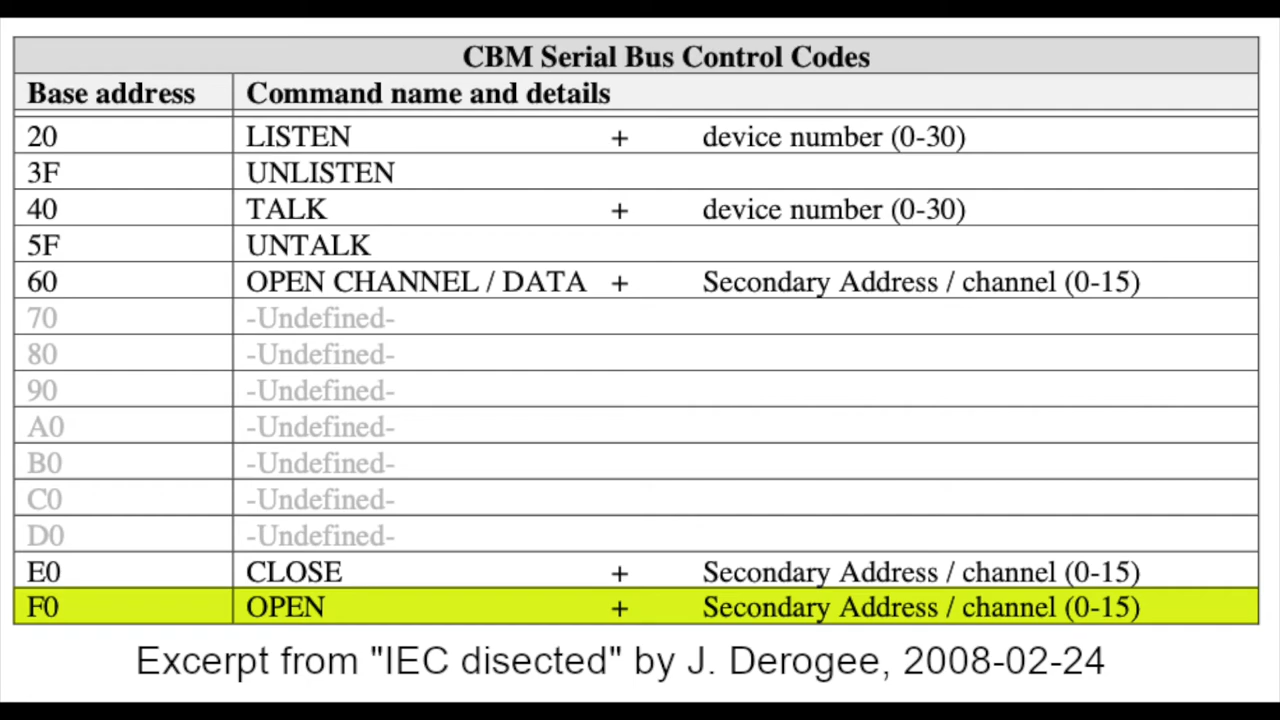 CBM Serial Bus Control Codes
Base address Command name and details
20 LISTEN + device number (0-30)
3F UNLISTEN
40 TALK + device number (0-30)
5F UNTALK
60 OPEN CHANNEL / DATA + Secondary Address / channel (0-15)
70 -Undefined-
80 -Undefined-
90 -Undefined-
A0 -Undefined-
B0 -Undefined-
C0 -Undefined-
D0 -Undefined-
E0 CLOSE + Secondary Address / channel (0-15)
F0 OPEN + Secondary Address / channel (0-15)
Excerpt from "IEC disected" by J. Derogee, 2008-02-24